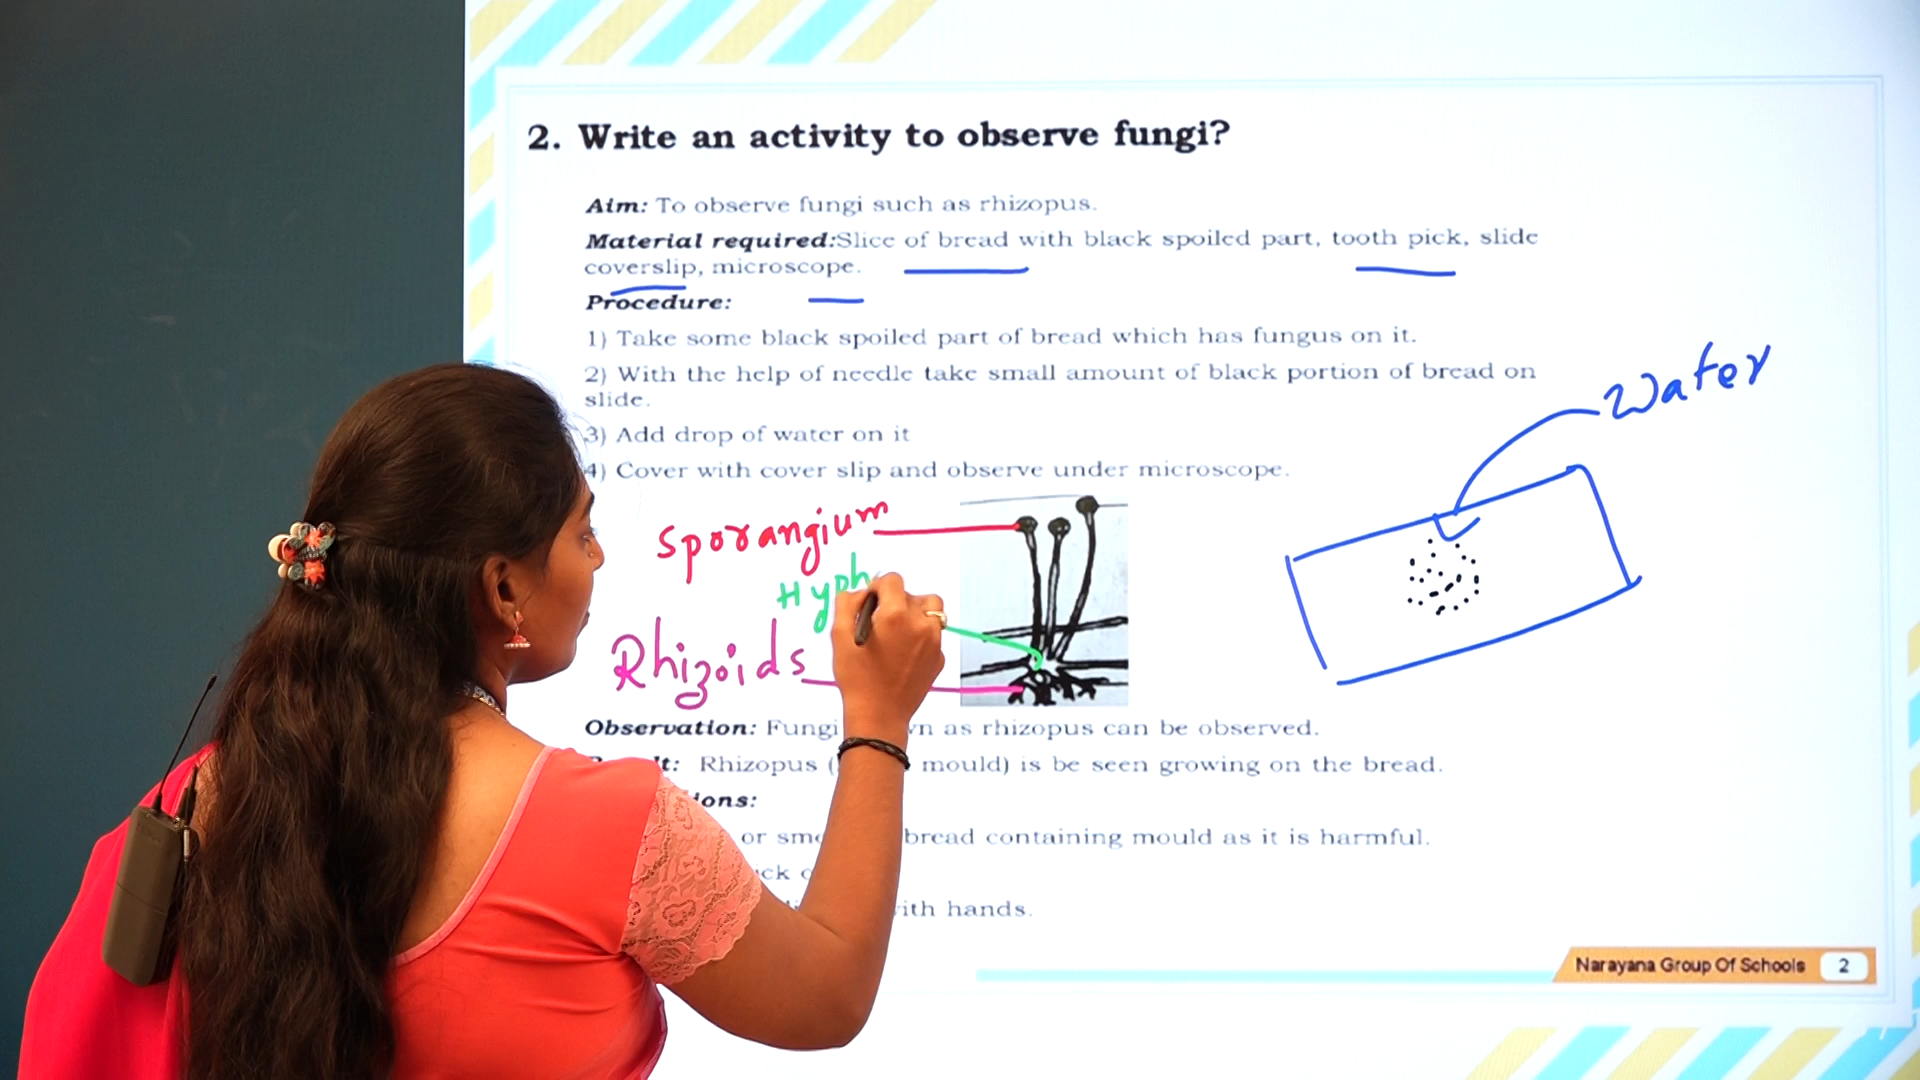 2. Write an activity to observe fungi?
Aim: To observe fungi such as rhizopus.
Material required:Slice of bread with black spoiled part, tooth pick, slide
coverslip, microscope.
Procedure:
1) Take some black spoiled part of bread which has fungus on it.
2) With the help of needle take small amount of black portion of bread on
slide.
Water
3) Add drop of water on it
4) Cover with cover slip and observe under microscope.
Sporangium
Hyph
Rhizoids
Observation: Fungi as rhizopus can be observed.
Rhizopus ( mould) is be seen growing on the bread.
or bread containing mould as it is harmful.
hands.
Narayana Group Of Schools 2